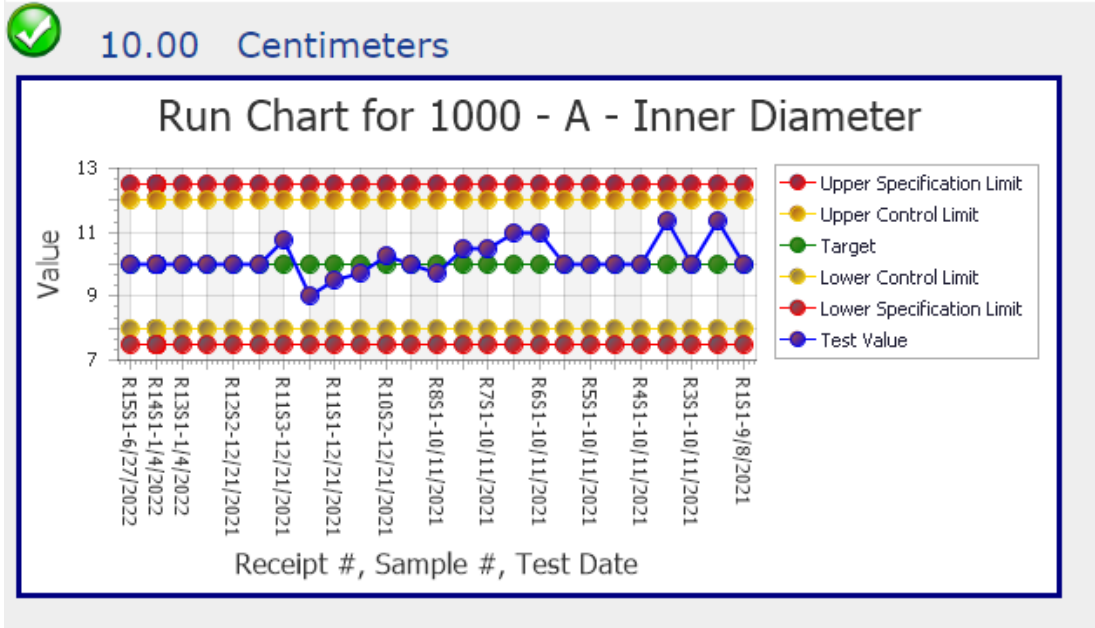 10.00 Centimeters
Run Chart for 1000 - A - Inner Diameter
Value
13
11
9
7
Upper Specification Limit
Upper Control Limit
Target
Lower Control Limit
Lower Specification Limit
Test Value
R15S1-6/27/2022
R14S1-1/4/2022
R13S1-1/4/2022
R12S2-12/21/2021
R11S3-12/21/2021
R11S1-12/21/2021
R10S2-12/21/2021
R8S1-10/11/2021
R7S1-10/11/2021
R6S1-10/11/2021
R5S1-10/11/2021
R4S1-10/11/2021
R3S1-10/11/2021
R1S1-9/8/2021
Receipt #, Sample #, Test Date